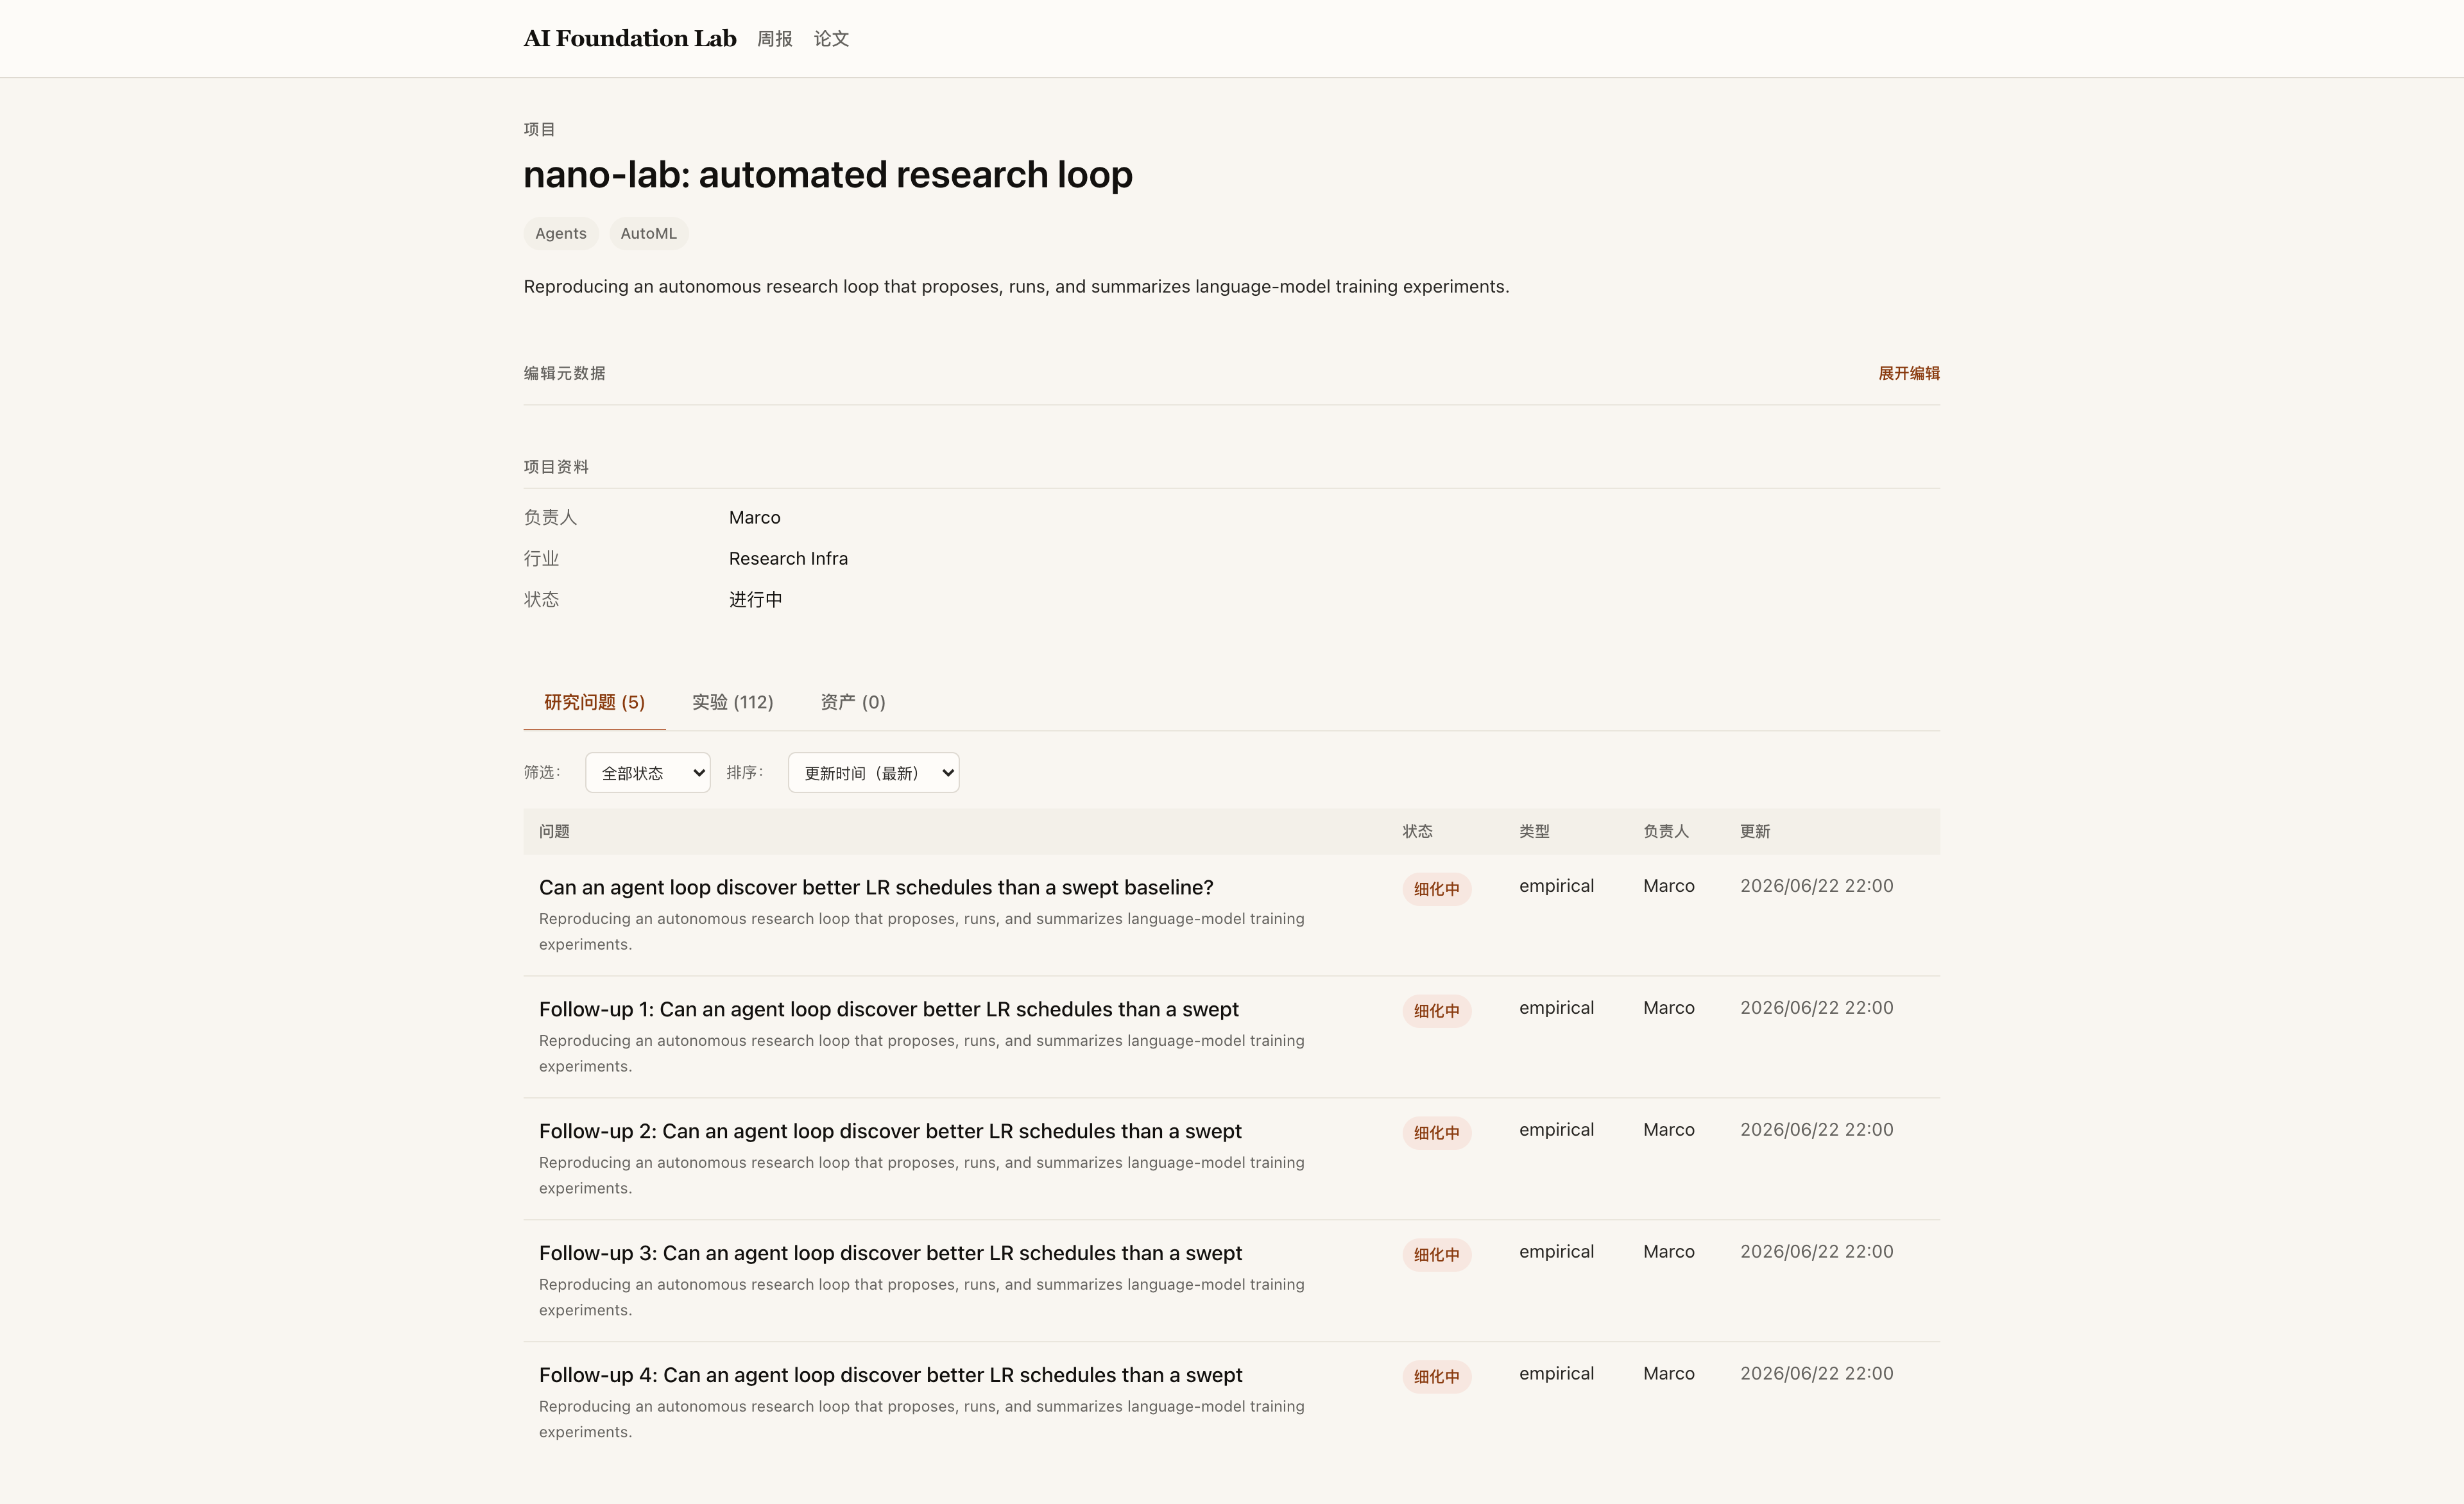 AI Foundation Lab 周报 论文
项目
nano-lab: automated research loop
Agents AutoML
Reproducing an autonomous research loop that proposes, runs, and summarizes language-model training experiments.
编辑元数据 展开编辑
项目资料
负责人 Marco
行业 Research Infra
状态 进行中
研究问题 (5) 实验 (112) 资产 (0)
筛选： 全部状态 排序： 更新时间（最新）
问题 状态 类型 负责人 更新
Can an agent loop discover better LR schedules than a swept baseline? 细化中 empirical Marco 2026/06/22 22:00
Reproducing an autonomous research loop that proposes, runs, and summarizes language-model training
experiments.
Follow-up 1: Can an agent loop discover better LR schedules than a swept 细化中 empirical Marco 2026/06/22 22:00
Reproducing an autonomous research loop that proposes, runs, and summarizes language-model training
experiments.
Follow-up 2: Can an agent loop discover better LR schedules than a swept 细化中 empirical Marco 2026/06/22 22:00
Reproducing an autonomous research loop that proposes, runs, and summarizes language-model training
experiments.
Follow-up 3: Can an agent loop discover better LR schedules than a swept 细化中 empirical Marco 2026/06/22 22:00
Reproducing an autonomous research loop that proposes, runs, and summarizes language-model training
experiments.
Follow-up 4: Can an agent loop discover better LR schedules than a swept 细化中 empirical Marco 2026/06/22 22:00
Reproducing an autonomous research loop that proposes, runs, and summarizes language-model training
experiments.